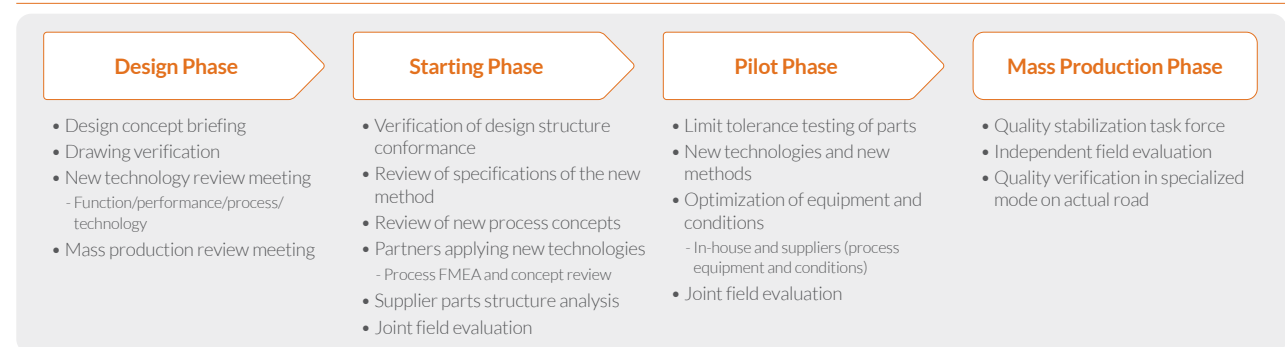 Design Phase
• Design concept briefing
• Drawing verification
• New technology review meeting
- Function/performance/process/
technology
• Mass production review meeting
Starting Phase
• Verification of design structure
conformance
• Review of specifications of the new
method
• Review of new process concepts
• Partners applying new technologies
- Process FMEA and concept review
• Supplier parts structure analysis
• Joint field evaluation
Pilot Phase
• Limit tolerance testing of parts
• New technologies and new
methods
• Optimization of equipment and
conditions
- In-house and suppliers (process
equipment and conditions)
• Joint field evaluation
Mass Production Phase
• Quality stabilization task force
• Independent field evaluation
• Quality verification in specialized
mode on actual road